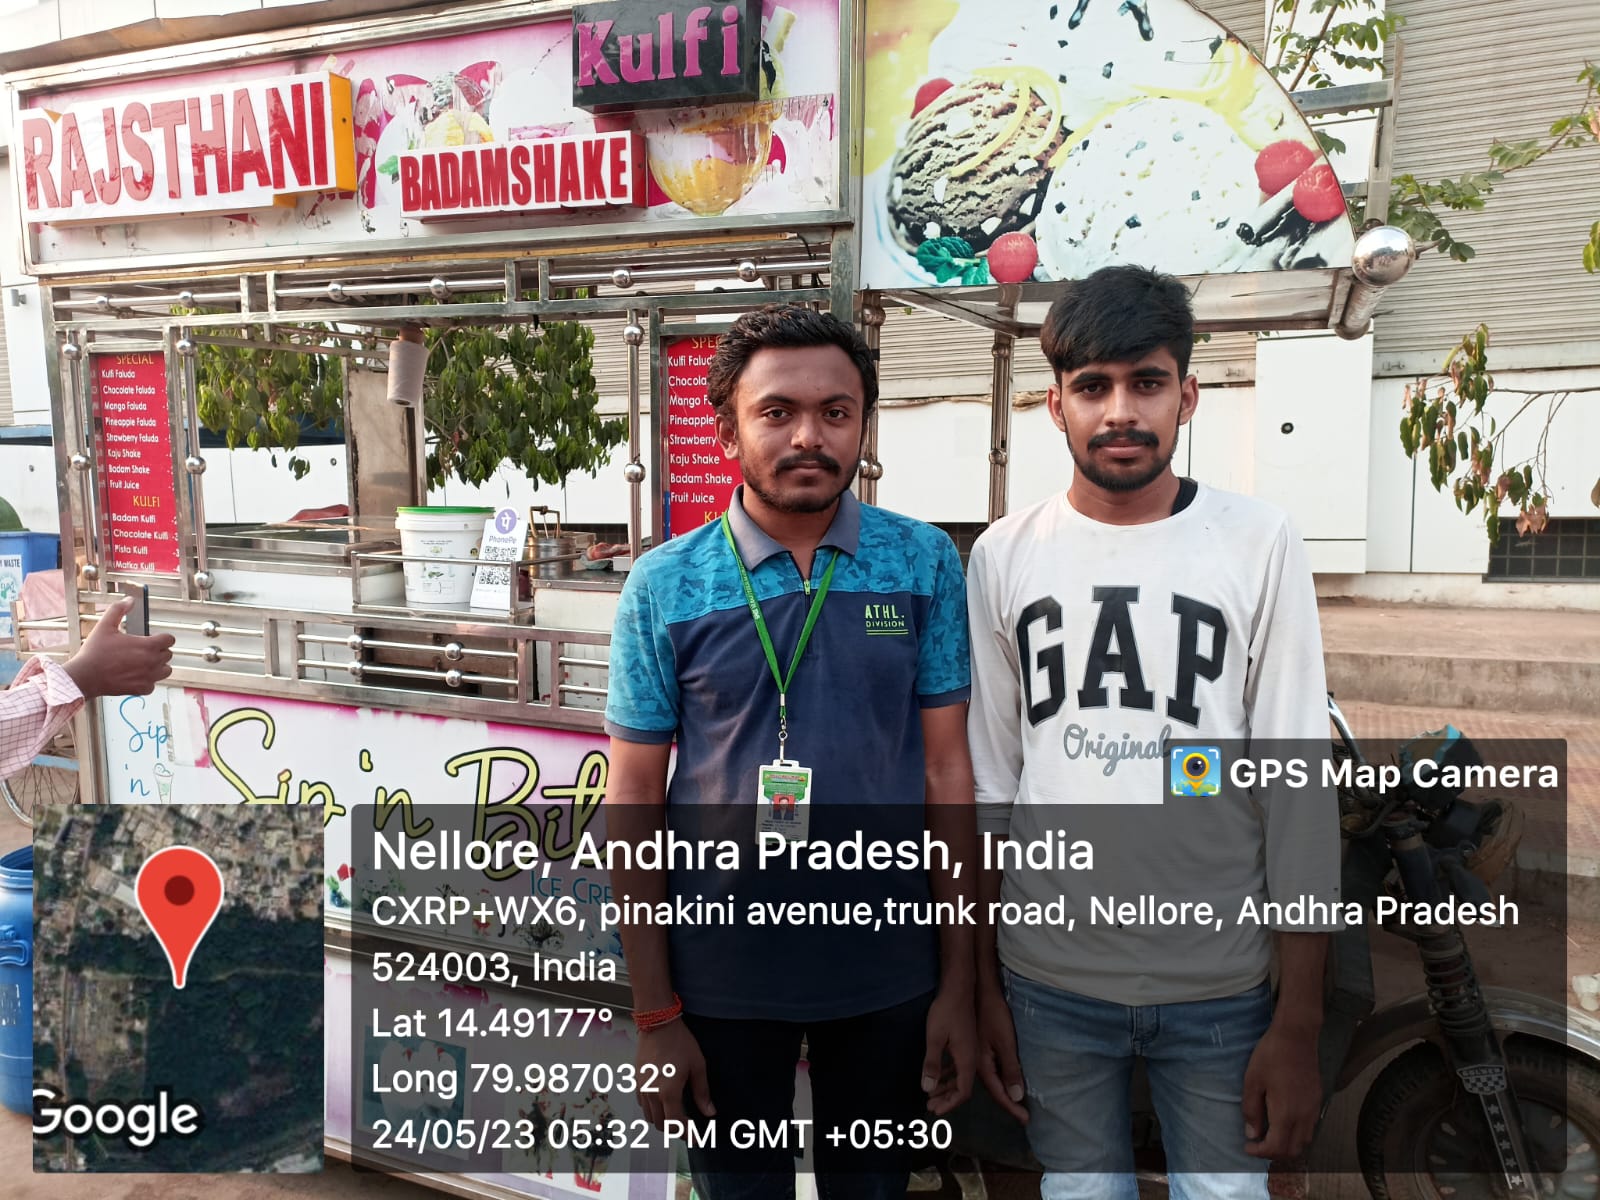 Kulfi
RAJSTHANI
BADAMSHAKE
SPECIAL
Kulfi Faluda
Chocolate Faluda
Mango Faluda
Pineapple Faluda
Strawberry Faluda
Kaju Shake
Badam Shake
Fruit Juice
KULFI
Badam Kulfi
Chocolate Kulfi
Pista Kulfi
Matka Kulfi
Kulfi
Pineapple
Strawberry
Kaju Shake
Badam Shake
Fruit Juice
PhonePe
ATHL.
DIVISION
GAP
Original
Sip
'n
Sip 'n Bit
ICE CRE
WASTE
GPS Map Camera
Nellore, Andhra Pradesh, India
CXRP+WX6, pinakini avenue,trunk road, Nellore, Andhra Pradesh
524003, India
Lat 14.49177°
Long 79.987032°
24/05/23 05:32 PM GMT +05:30
Google